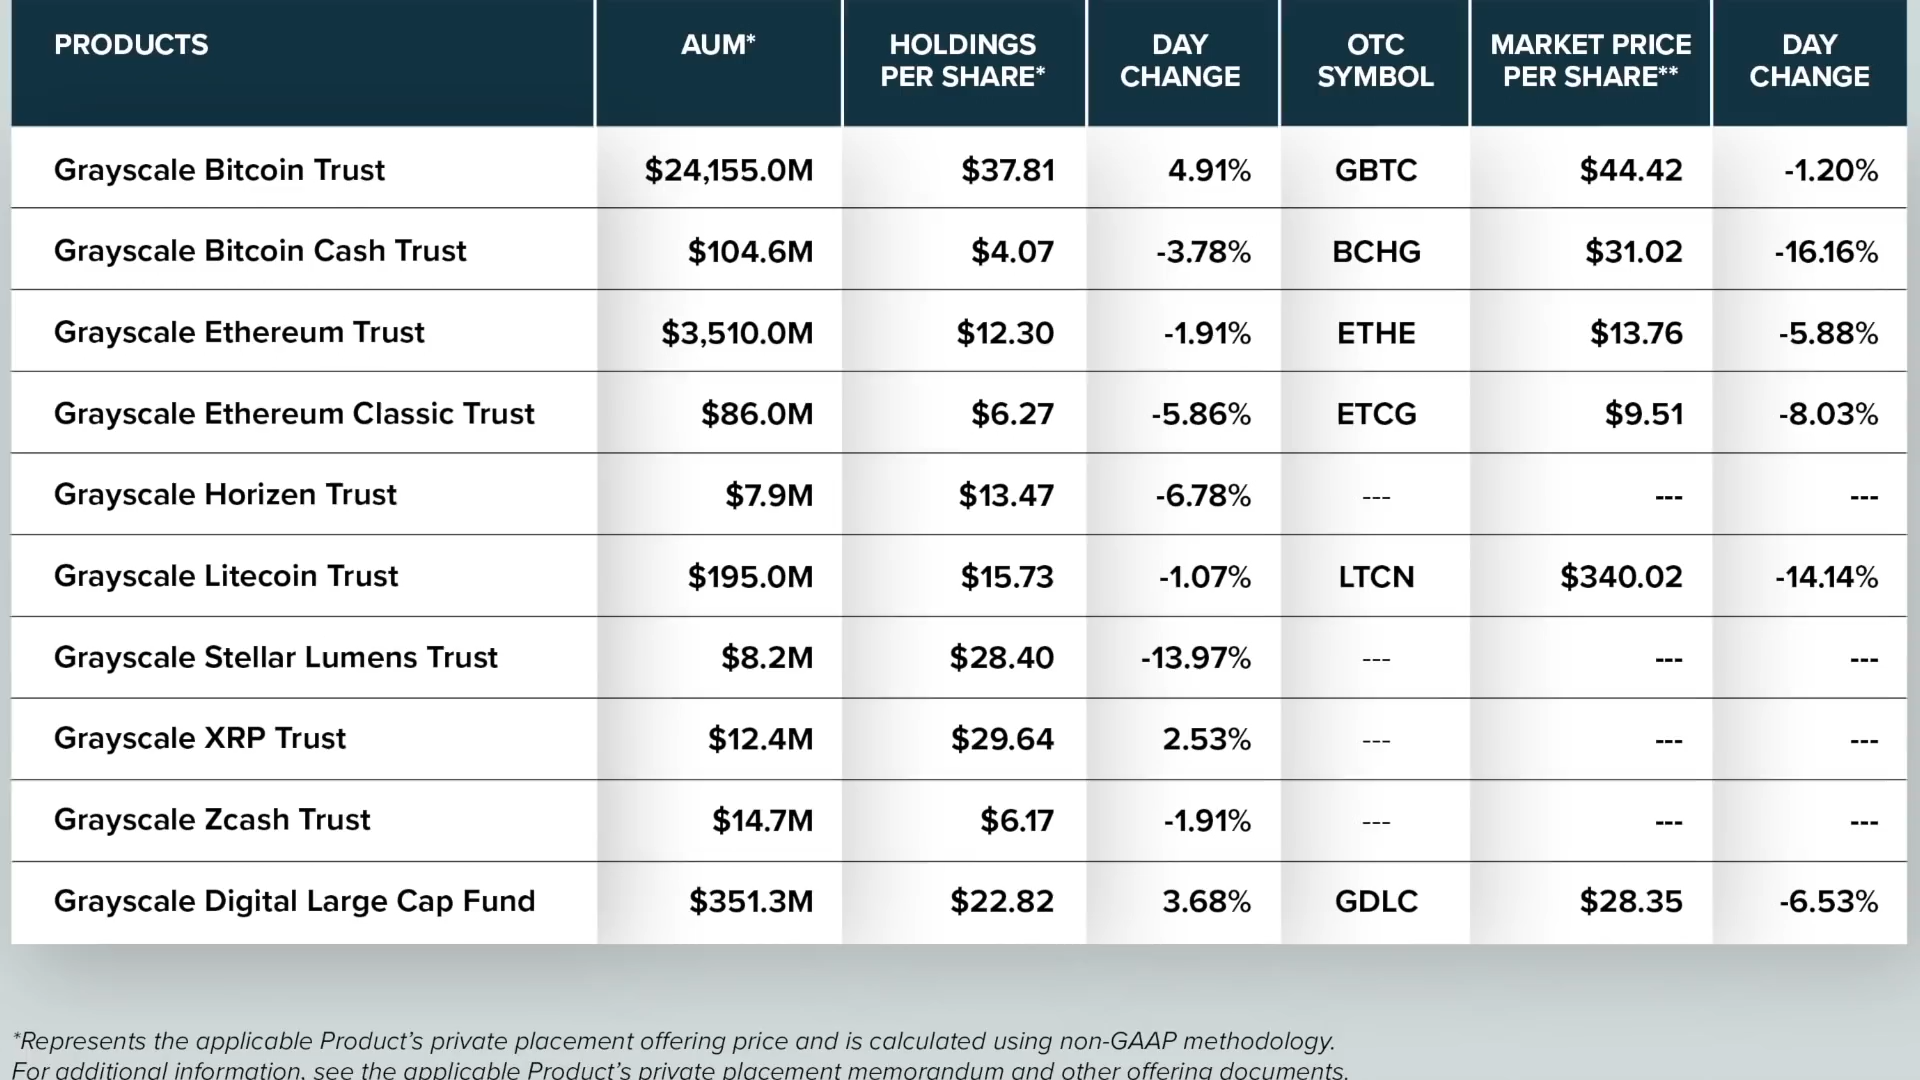 PRODUCTS AUM* HOLDINGS PER SHARE* DAY CHANGE OTC SYMBOL MARKET PRICE PER SHARE** DAY CHANGE
Grayscale Bitcoin Trust $24,155.0M $37.81 4.91% GBTC $44.42 -1.20%
Grayscale Bitcoin Cash Trust $104.6M $4.07 -3.78% BCHG $31.02 -16.16%
Grayscale Ethereum Trust $3,510.0M $12.30 -1.91% ETHE $13.76 -5.88%
Grayscale Ethereum Classic Trust $86.0M $6.27 -5.86% ETCG $9.51 -8.03%
Grayscale Horizen Trust $7.9M $13.47 -6.78% --- --- ---
Grayscale Litecoin Trust $195.0M $15.73 -1.07% LTCN $340.02 -14.14%
Grayscale Stellar Lumens Trust $8.2M $28.40 -13.97% --- --- ---
Grayscale XRP Trust $12.4M $29.64 2.53% --- --- ---
Grayscale Zcash Trust $14.7M $6.17 -1.91% --- --- ---
Grayscale Digital Large Cap Fund $351.3M $22.82 3.68% GDLC $28.35 -6.53%
*Represents the applicable Product's private placement offering price and is calculated using non-GAAP methodology.
For additional information, see the applicable Product's private placement memorandum and other offering documents.